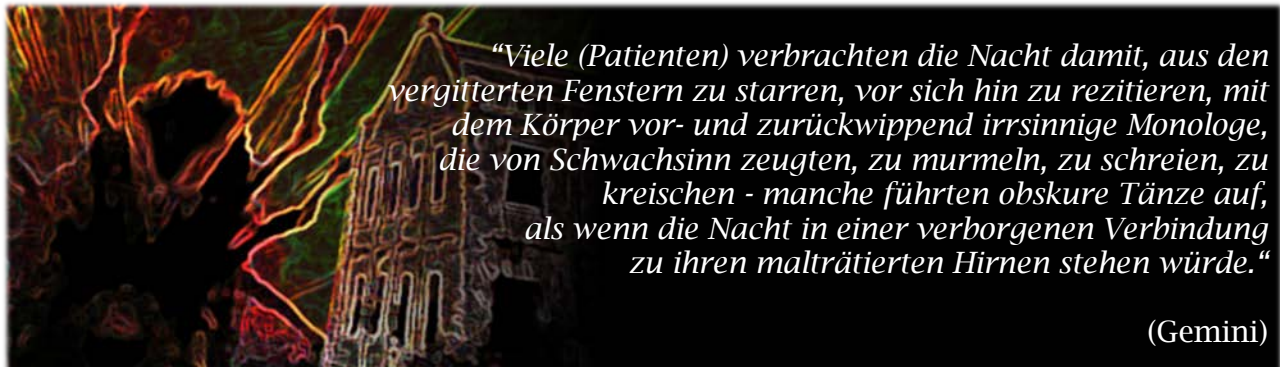 “Viele (Patienten) verbrachten die Nacht damit, aus den
vergitterten Fenstern zu starren, vor sich hin zu rezitieren, mit
dem Körper vor- und zurückwippend irrsinnige Monologe,
die von Schwachsinn zeugten, zu murmeln, zu schreien, zu
kreischen - manche führten obskure Tänze auf,
als wenn die Nacht in einer verborgenen Verbindung
zu ihren malträtierten Hirnen stehen würde.“
(Gemini)